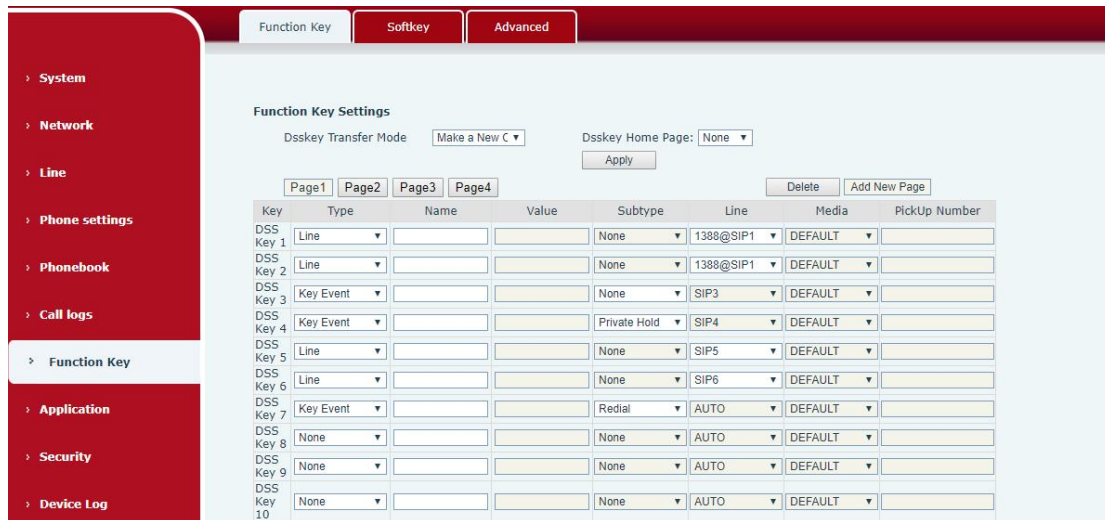 Function Key Softkey Advanced
› System
› Network
› Line
› Phone settings
› Phonebook
› Call logs
› Function Key
› Application
› Security
› Device Log
Function Key Settings
Dsskey Transfer Mode Make a New C Dsskey Home Page: None
Apply
Page1 Page2 Page3 Page4 Delete Add New Page
Key Type Name Value Subtype Line Media PickUp Number
DSS Key 1 Line None 1388@SIP1 DEFAULT
DSS Key 2 Line None 1388@SIP1 DEFAULT
DSS Key 3 Key Event None SIP3 DEFAULT
DSS Key 4 Key Event Private Hold SIP4 DEFAULT
DSS Key 5 Line None SIP5 DEFAULT
DSS Key 6 Line None SIP6 DEFAULT
DSS Key 7 Key Event Redial AUTO DEFAULT
DSS Key 8 None None AUTO DEFAULT
DSS Key 9 None None AUTO DEFAULT
DSS Key 10 None None AUTO DEFAULT